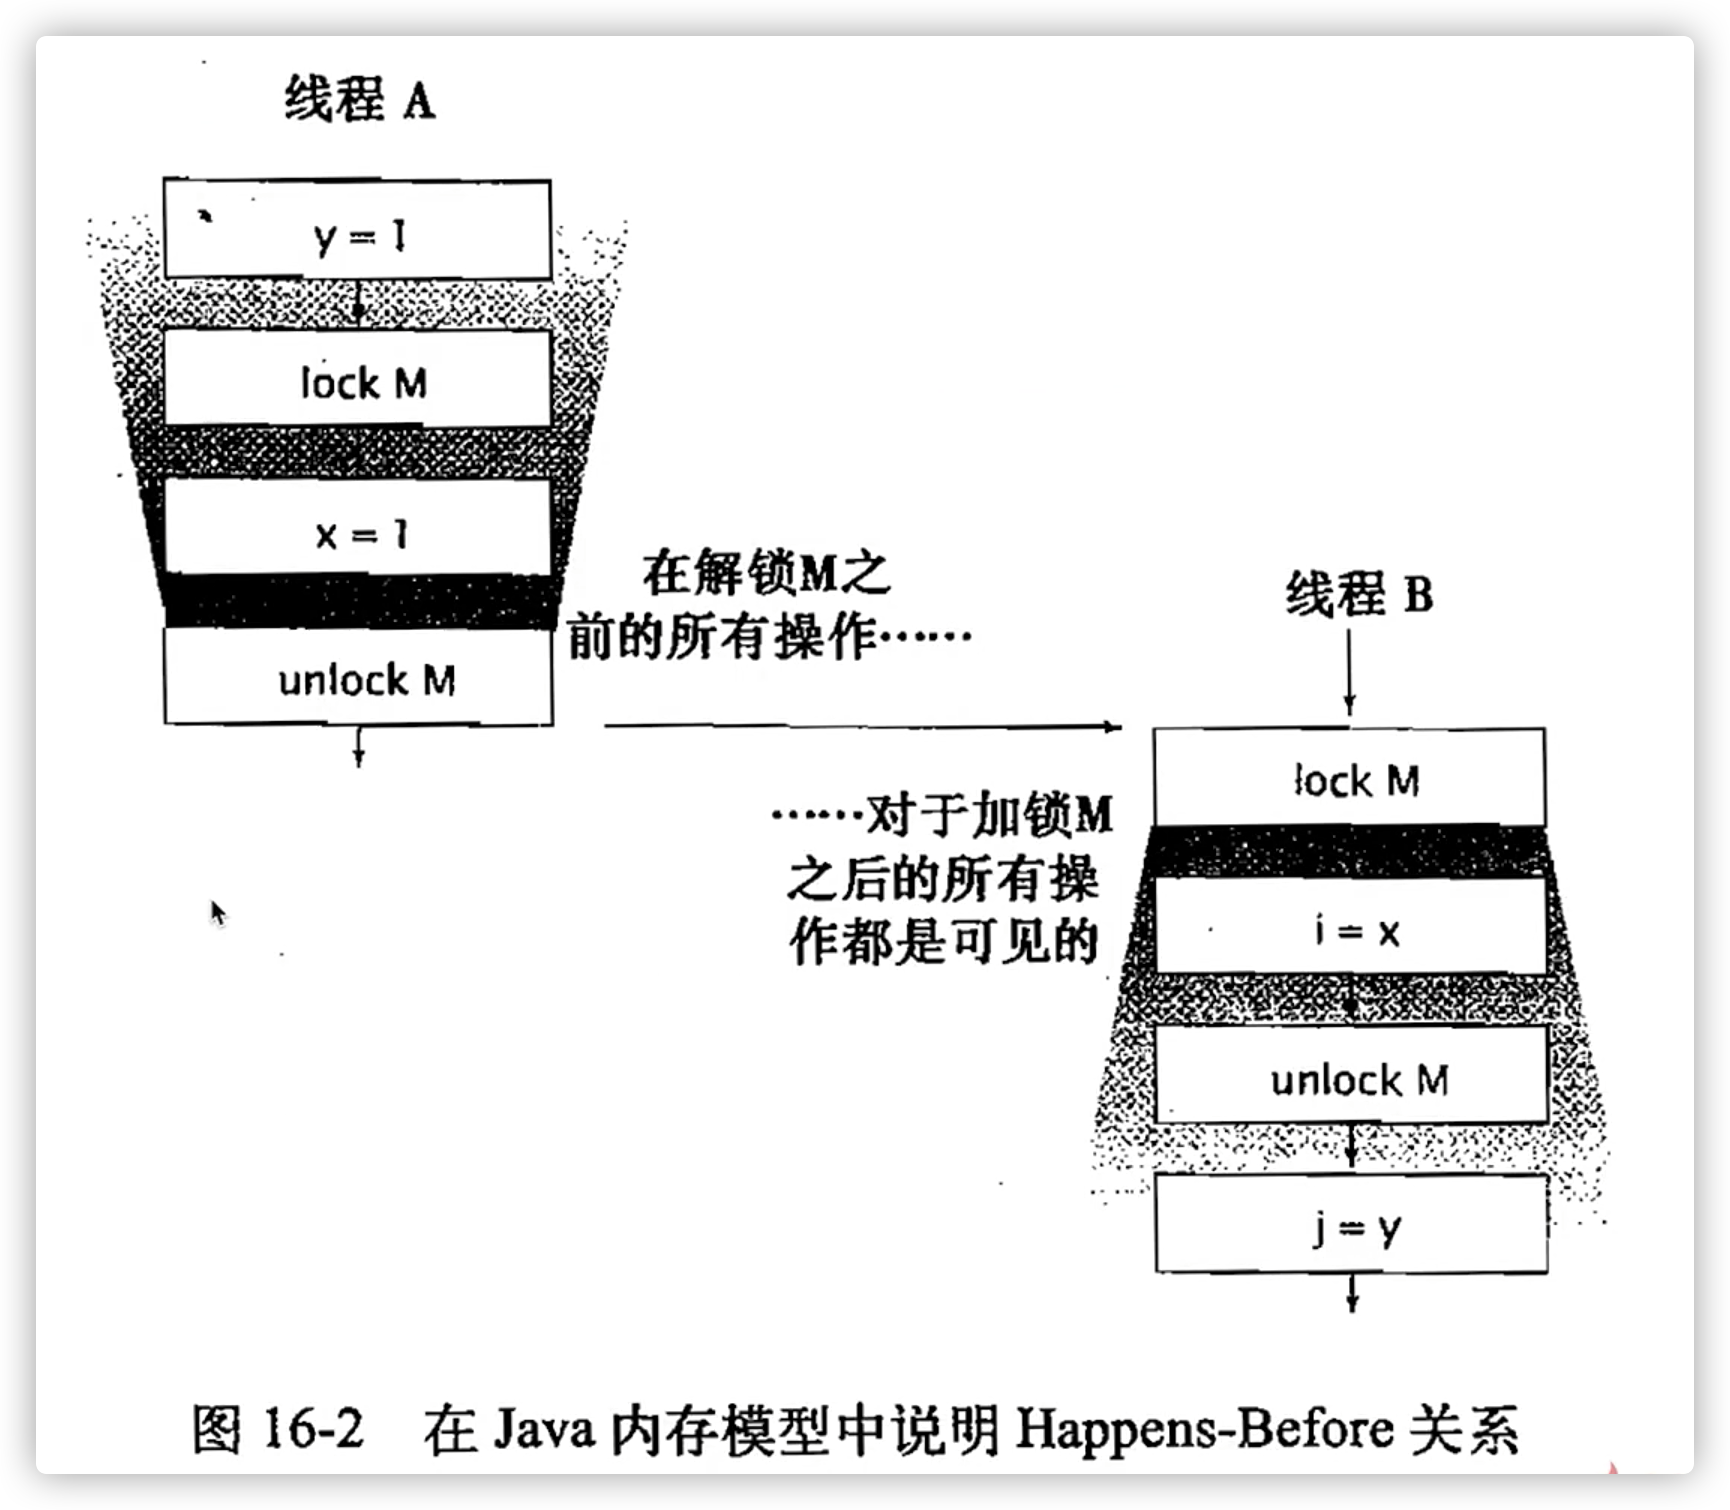 线程 A
y = 1
lock M
x = 1
unlock M
在解锁M之
前的所有操作……
线程 B
lock M
……对于加锁M
之后的所有操
作都是可见的
i = x
unlock M
j = y
图 16-2 在 Java 内存模型中说明 Happens-Before 关系